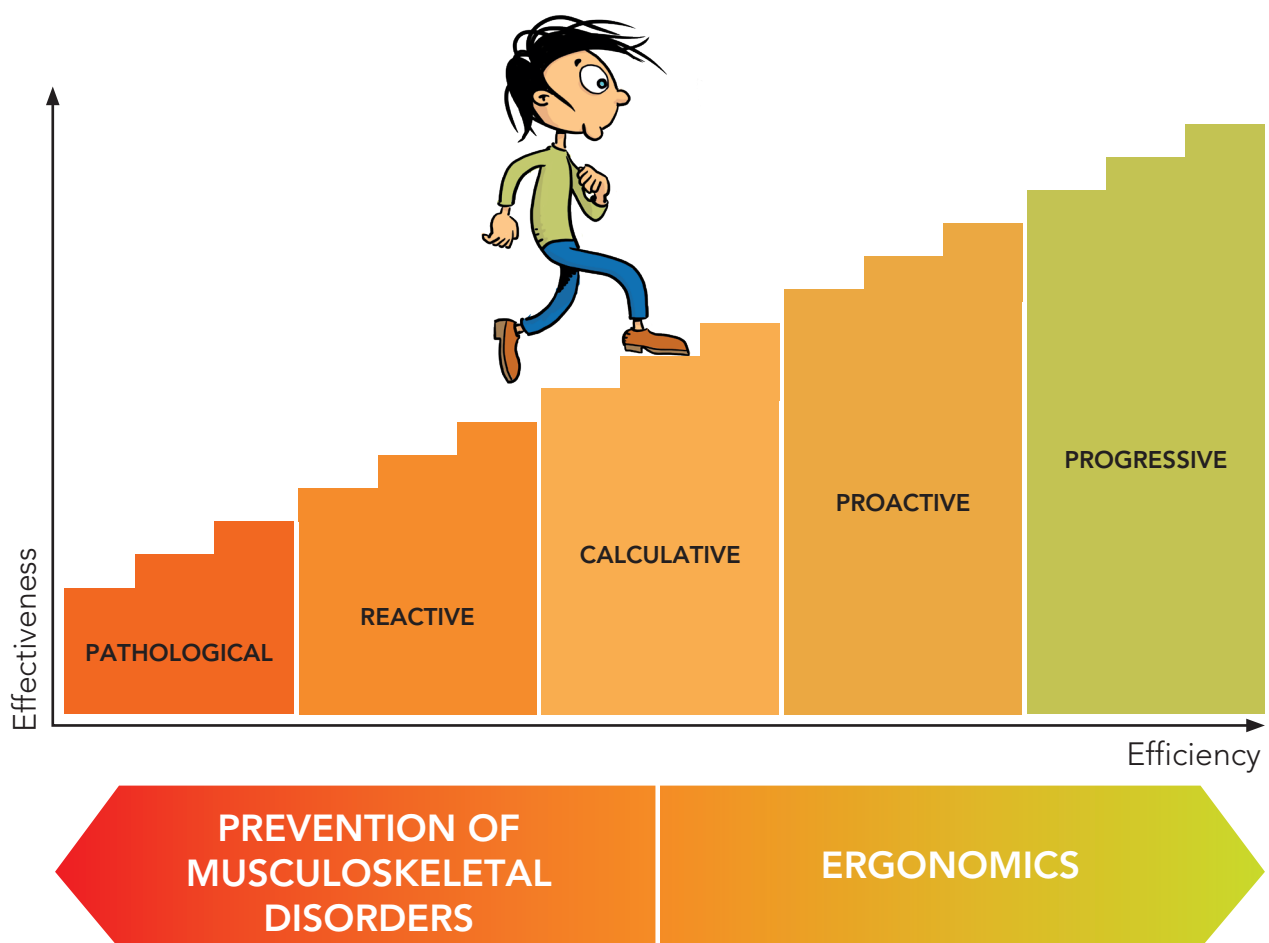 Effectiveness
PATHOLOGICAL
REACTIVE
CALCULATIVE
PROACTIVE
PROGRESSIVE
Efficiency
PREVENTION OF
MUSCULOSKELETAL
DISORDERS
ERGONOMICS